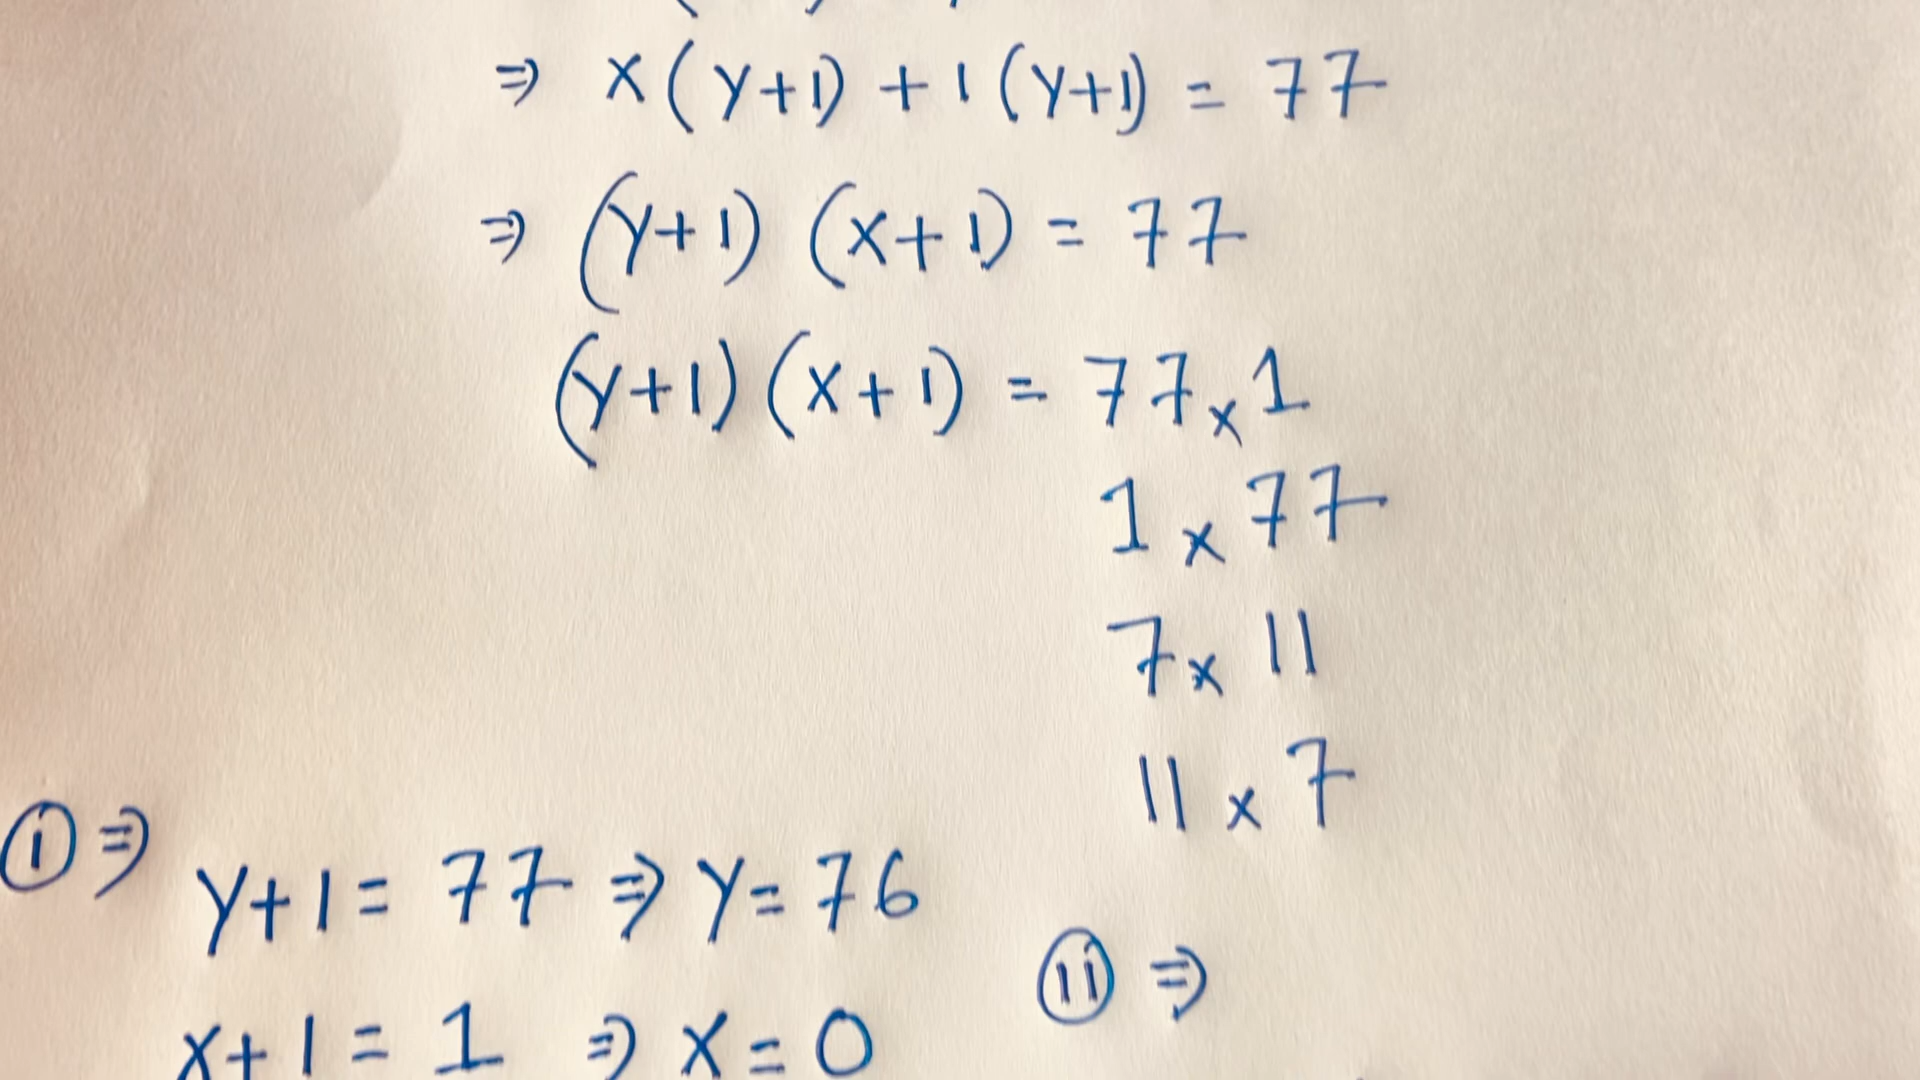 ⇒ x(y+1) + 1(y+1) = 77
⇒ (y+1) (x+1) = 77
(y+1) (x+1) = 77 x 1
1 x 77
7 x 11
11 x 7
(i) ⇒
y+1 = 77 ⇒ y = 76
x+1 = 1 ⇒ x = 0
(ii) ⇒